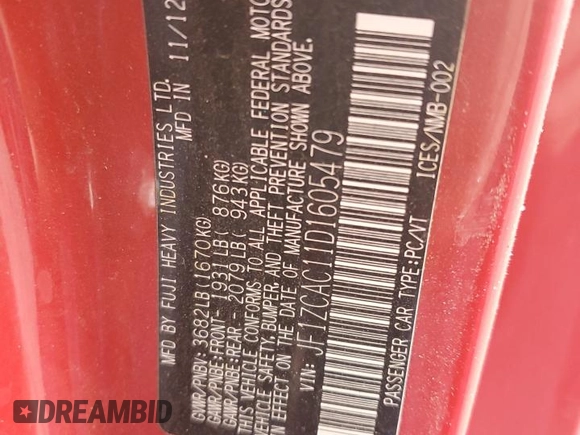 MFD BY FUJI HEAVY INDUSTRIES LTD.
MFD IN 11/12
GVWR/PNBV: 3682LB(1670KG)
GAWR/PNBE:FRONT- 1931LB( 876KG)
GAWR/PNBE:REAR - 2079LB( 943KG)
THIS VEHICLE CONFORMS TO ALL APPLICABLE FEDERAL MOTOR
VEHICLE SAFETY,BUMPER, AND THEFT PREVENTION STANDARDS
IN EFFECT ON THE DATE OF MANUFACTURE SHOWN ABOVE.
VIN: JF1ZCAC11D1605479
PASSENGER CAR TYPE:PC/VT
ICES/NMB-002
DREAMBID